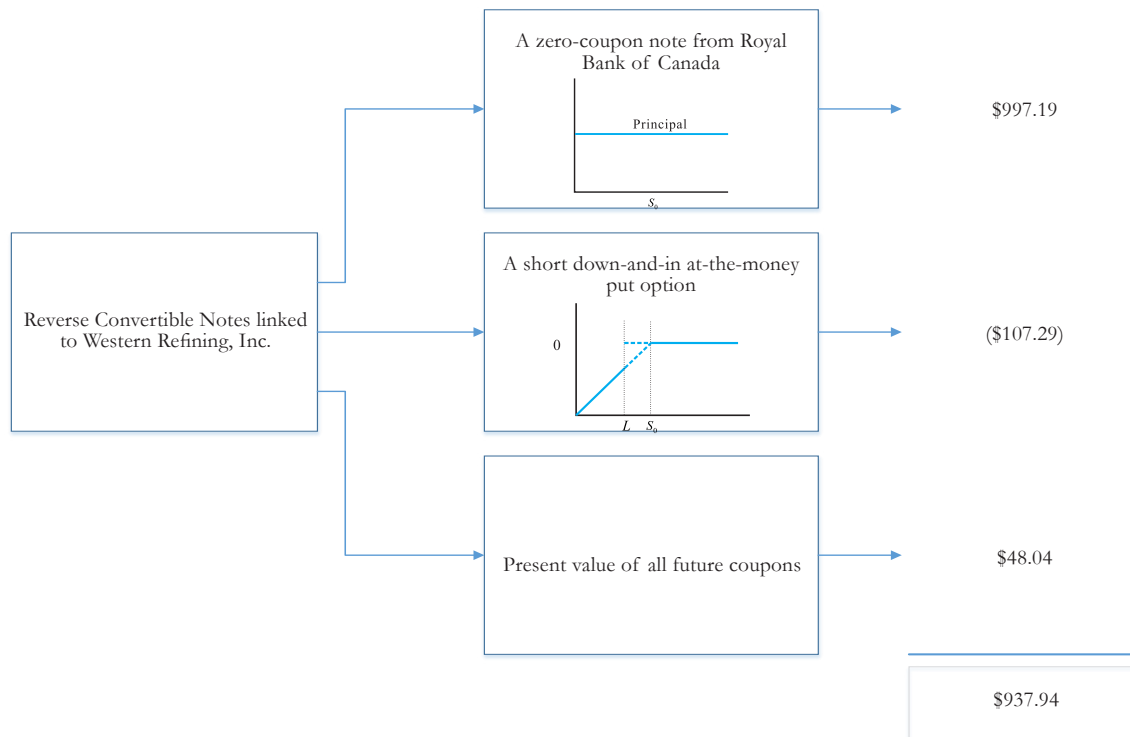 A zero-coupon note from Royal
Bank of Canada
Principal
S₀
$997.19
Reverse Convertible Notes linked
to Western Refining, Inc.
A short down-and-in at-the-money
put option
0
L S₀
($107.29)
Present value of all future coupons
$48.04
$937.94